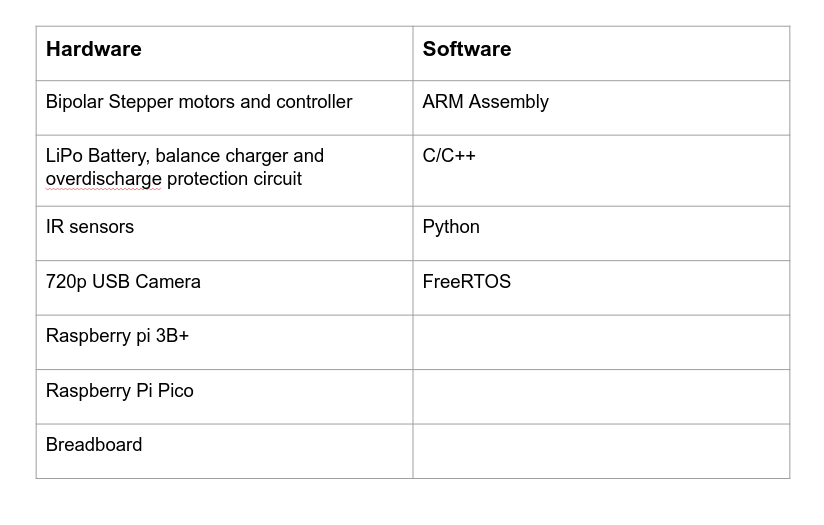 Hardware Software
Bipolar Stepper motors and controller ARM Assembly
LiPo Battery, balance charger and C/C++
overdischarge protection circuit
IR sensors Python
720p USB Camera FreeRTOS
Raspberry pi 3B+
Raspberry Pi Pico
Breadboard